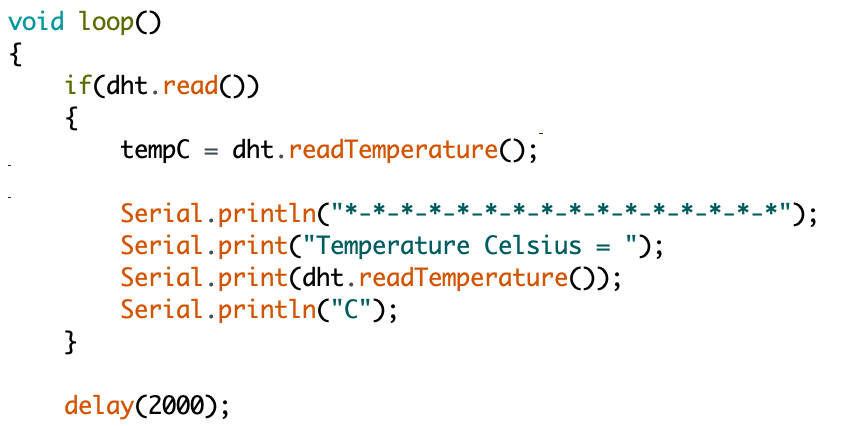 void loop()
{
    if(dht.read())
    {
        tempC = dht.readTemperature();

        Serial.println("*-*-*-*-*-*-*-*-*-*-*-*-*-*-*-*");
        Serial.print("Temperature Celsius = ");
        Serial.print(dht.readTemperature());
        Serial.println("C");
    }

    delay(2000);